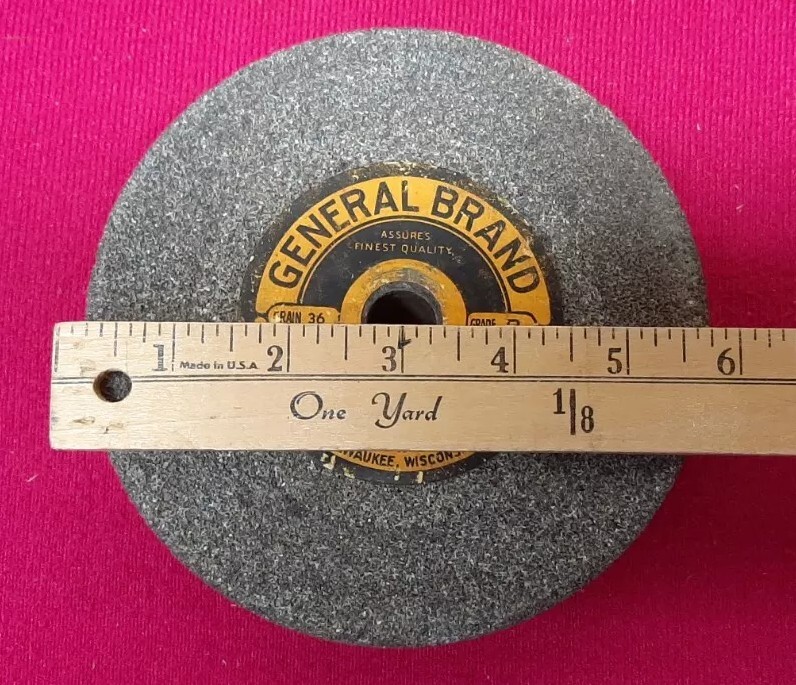 GENERAL BRAND
ASSURES
FINEST QUALITY
GRAIN 36
GRADE
1 2 3 4 5 6
Made in U.S.A.
One Yard
1/8
WAUKEE, WISCONS